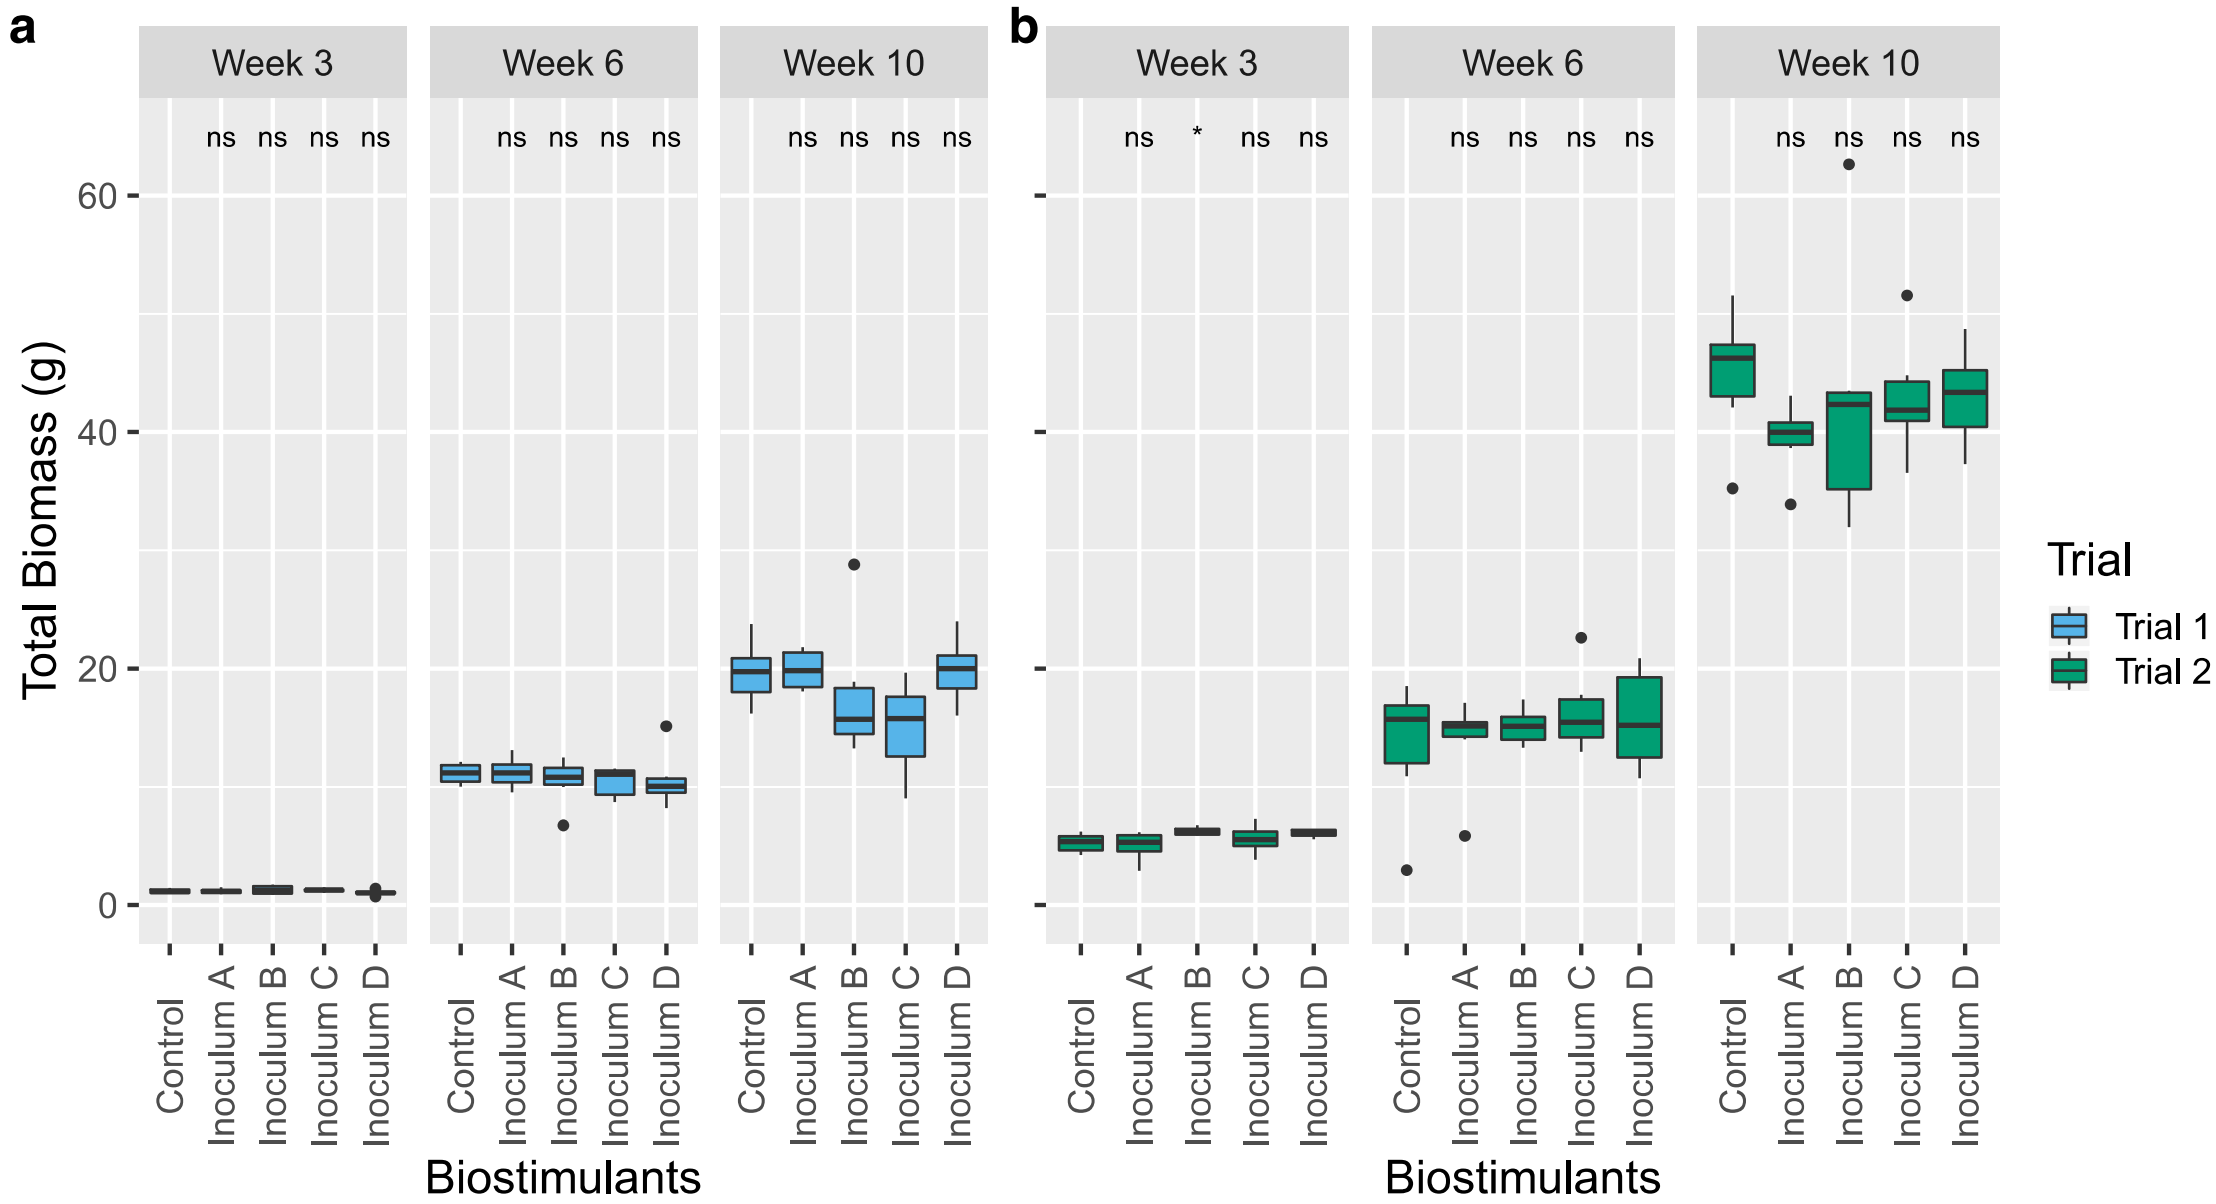 a
b
Week 3
Week 6
Week 10
Week 3
Week 6
Week 10
ns ns ns ns
ns ns ns ns
ns ns ns ns
ns * ns ns
ns ns ns ns
ns ns ns ns
Total Biomass (g)
60
40
20
0
Control
Inoculum A
Inoculum B
Inoculum C
Inoculum D
Control
Inoculum A
Inoculum B
Inoculum C
Inoculum D
Control
Inoculum A
Inoculum B
Inoculum C
Inoculum D
Control
Inoculum A
Inoculum B
Inoculum C
Inoculum D
Control
Inoculum A
Inoculum B
Inoculum C
Inoculum D
Control
Inoculum A
Inoculum B
Inoculum C
Inoculum D
Biostimulants
Biostimulants
Trial
Trial 1
Trial 2